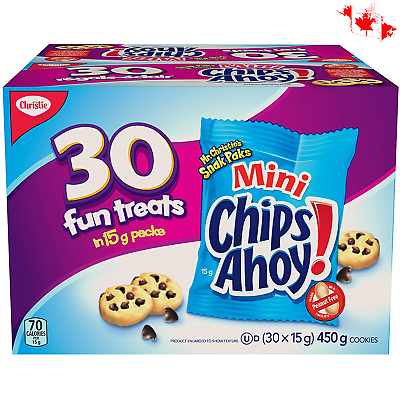 Christie
30
fun treats
in 15 g packs
Mr. Christie's
Snak Paks
Mini
Chips
Ahoy!
15 g
Peanut Free
70
CALORIES
PER
15 g
PRODUCT ENLARGED TO SHOW TEXTURE
U D (30 × 15 g) 450 g COOKIES